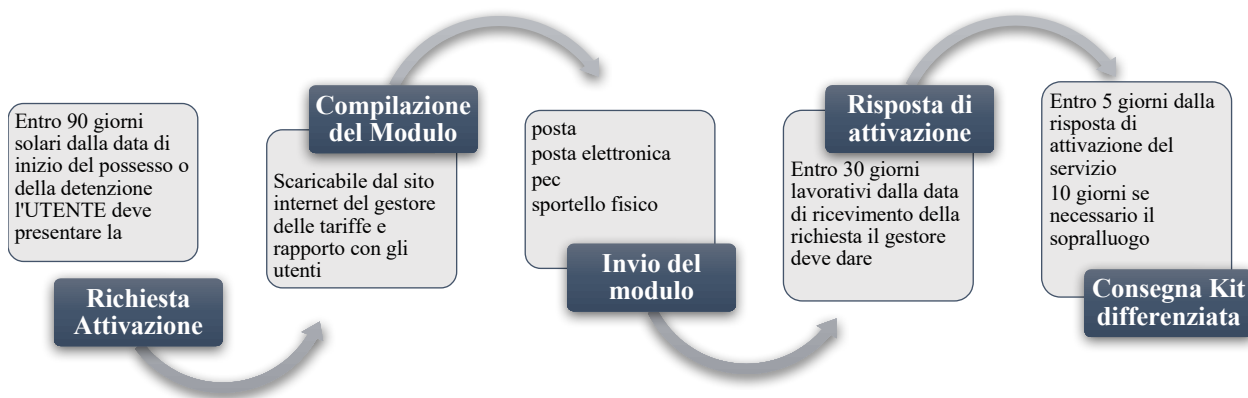 Entro 90 giorni
solari dalla data di
inizio del possesso o
della detenzione
l'UTENTE deve
presentare la
Richiesta
Attivazione
Compilazione
del Modulo
Scaricabile dal sito
internet del gestore
delle tariffe e
rapporto con gli
utenti
posta
posta elettronica
pec
sportello fisico
Invio del
modulo
Risposta di
attivazione
Entro 30 giorni
lavorativi dalla data
di ricevimento della
richiesta il gestore
deve dare
Entro 5 giorni dalla
risposta di
attivazione del
servizio
10 giorni se
necessario il
sopralluogo
Consegna Kit
differenziata